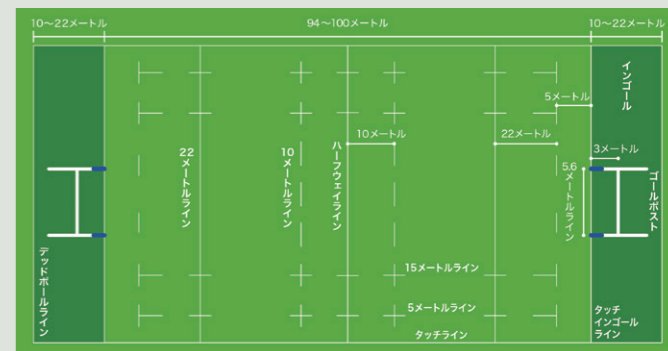 10〜22メートル
94〜100メートル
10〜22メートル
インゴール
5メートル
10メートル
22メートル
3メートル
22メートルライン
10メートルライン
ハーフウェイライン
5.6メートルライン
ゴールポスト
デッドボールライン
15メートルライン
5メートルライン
タッチライン
タッチ
インゴール
ライン